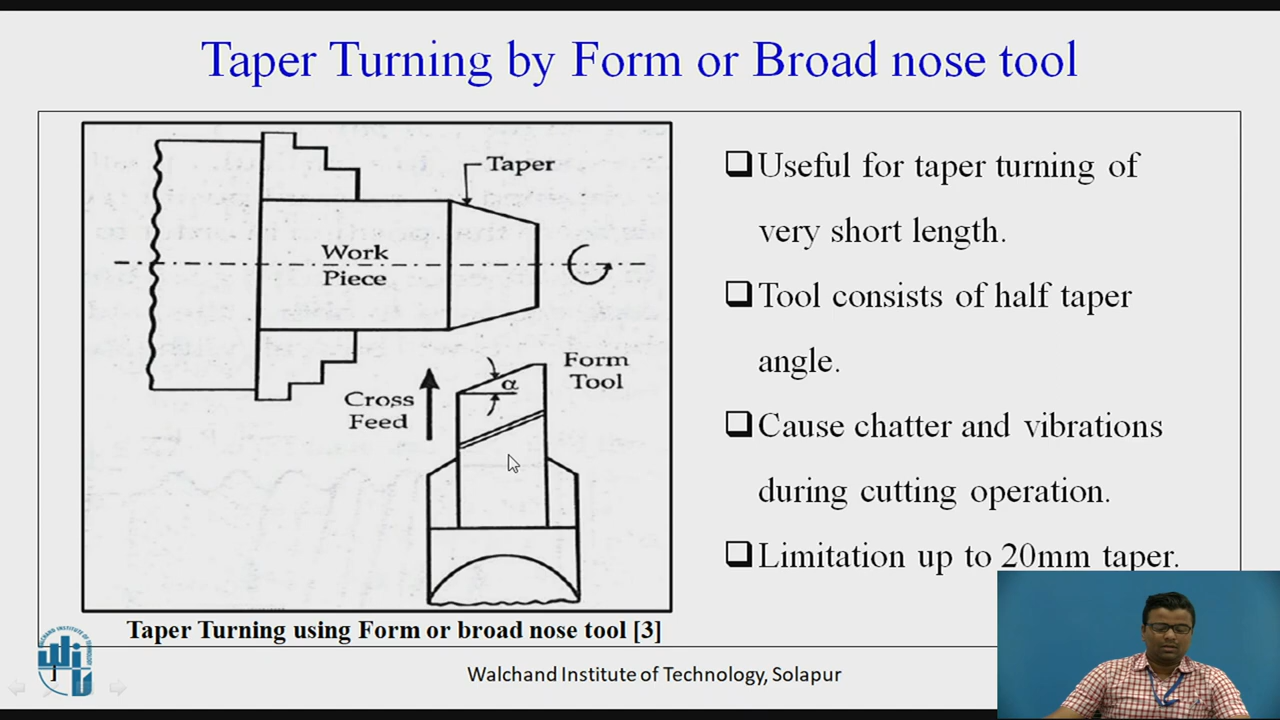 Taper Turning by Form or Broad nose tool
Taper
Work
Piece
Form
Tool
α
Cross
Feed
Taper Turning using Form or broad nose tool [3]
❑Useful for taper turning of
very short length.
❑Tool consists of half taper
angle.
❑Cause chatter and vibrations
during cutting operation.
❑Limitation up to 20mm taper.
Walchand Institute of Technology, Solapur